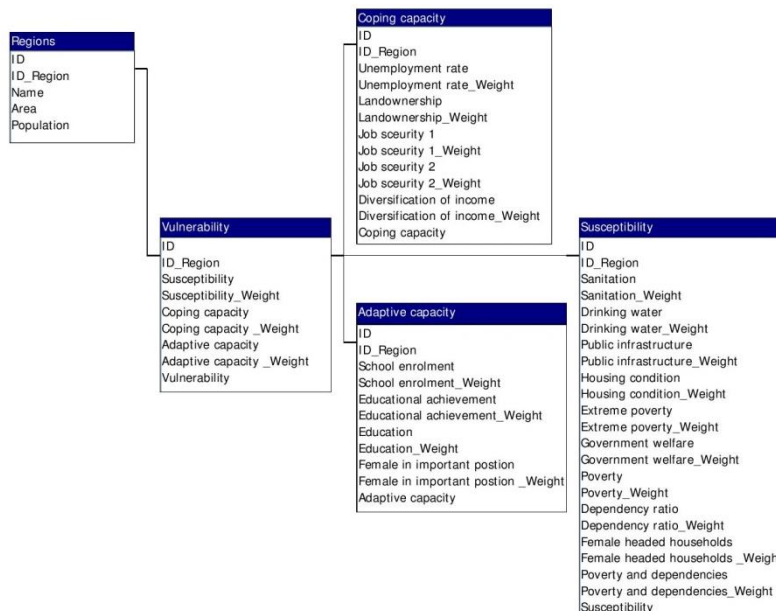 Regions
ID
ID_Region
Name
Area
Population
Coping capacity
ID
ID_Region
Unemployment rate
Unemployment rate_Weight
Landownership
Landownership_Weight
Job sceurity 1
Job sceurity 1_Weight
Job sceurity 2
Job sceurity 2_Weight
Diversification of income
Diversification of income_Weight
Coping capacity
Vulnerability
ID
ID_Region
Susceptibility
Susceptibility_Weight
Coping capacity
Coping capacity _Weight
Adaptive capacity
Adaptive capacity _Weight
Vulnerability
Adaptive capacity
ID
ID_Region
School enrolment
School enrolment_Weight
Educational achievement
Educational achievement_Weight
Education
Education_Weight
Female in important postion
Female in important postion _Weight
Adaptive capacity
Susceptibility
ID
ID_Region
Sanitation
Sanitation_Weight
Drinking water
Drinking water_Weight
Public infrastructure
Public infrastructure_Weight
Housing condition
Housing condition_Weight
Extreme poverty
Extreme poverty_Weight
Government welfare
Government welfare_Weight
Poverty
Poverty_Weight
Dependency ratio
Dependency ratio_Weight
Female headed households
Female headed households _Weigh
Poverty and dependencies
Poverty and dependencies_Weight
Susceptibility